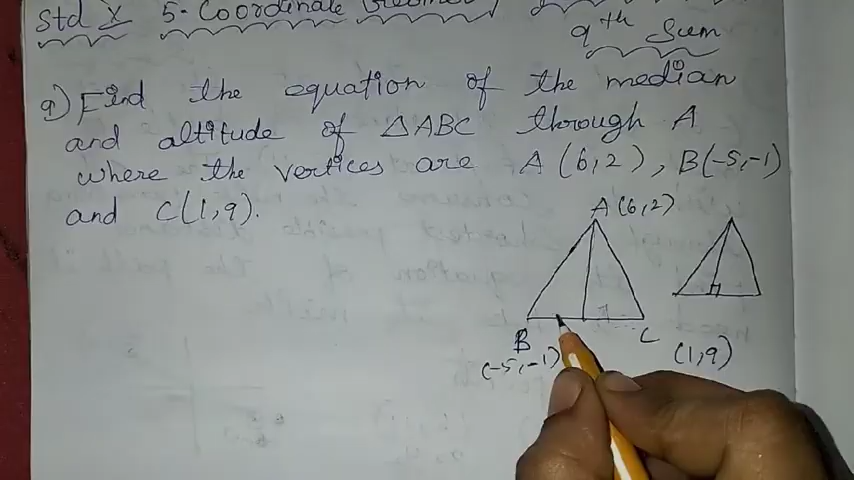 Std X 5-Coordinate
9th Sum
9) Find the equation of the median
and altitude of △ABC through A
where the vertices are A(6,2), B(-5,-1)
and C(1,9).
A(6,2)
B C
(-5,-1) (1,9)